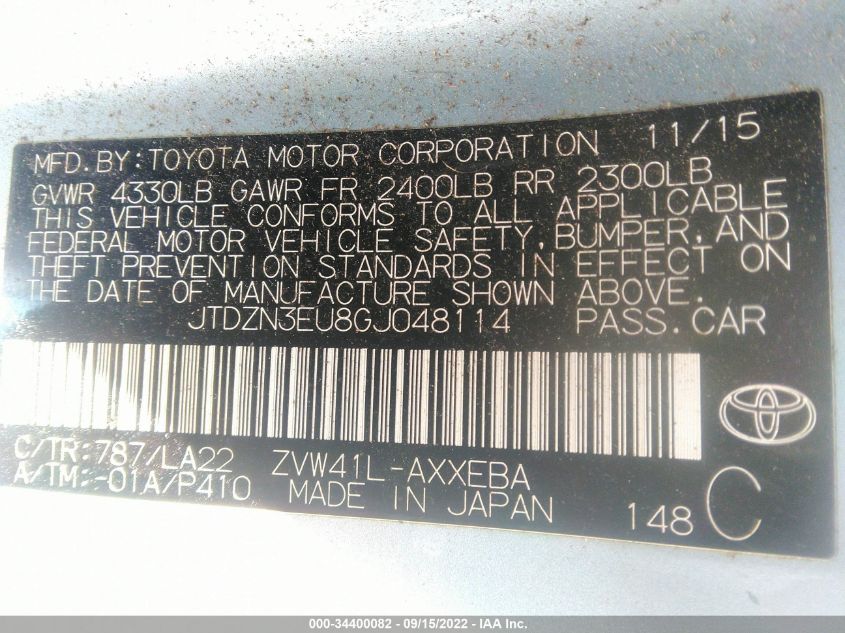 MFD.BY:TOYOTA MOTOR CORPORATION 11/15
GVWR 4330LB GAWR FR 2400LB RR 2300LB
THIS VEHICLE CONFORMS TO ALL APPLICABLE
FEDERAL MOTOR VEHICLE SAFETY, BUMPER, AND
THEFT PREVENTION STANDARDS IN EFFECT ON
THE DATE OF MANUFACTURE SHOWN ABOVE.
JTDZN3EU8GJ048114 PASS.CAR
C/TR:787/LA22 ZVW41L-AXXEBA
A/TM:-01A/P410 MADE IN JAPAN 148 C
000-34400082 - 09/15/2022 - IAA Inc.